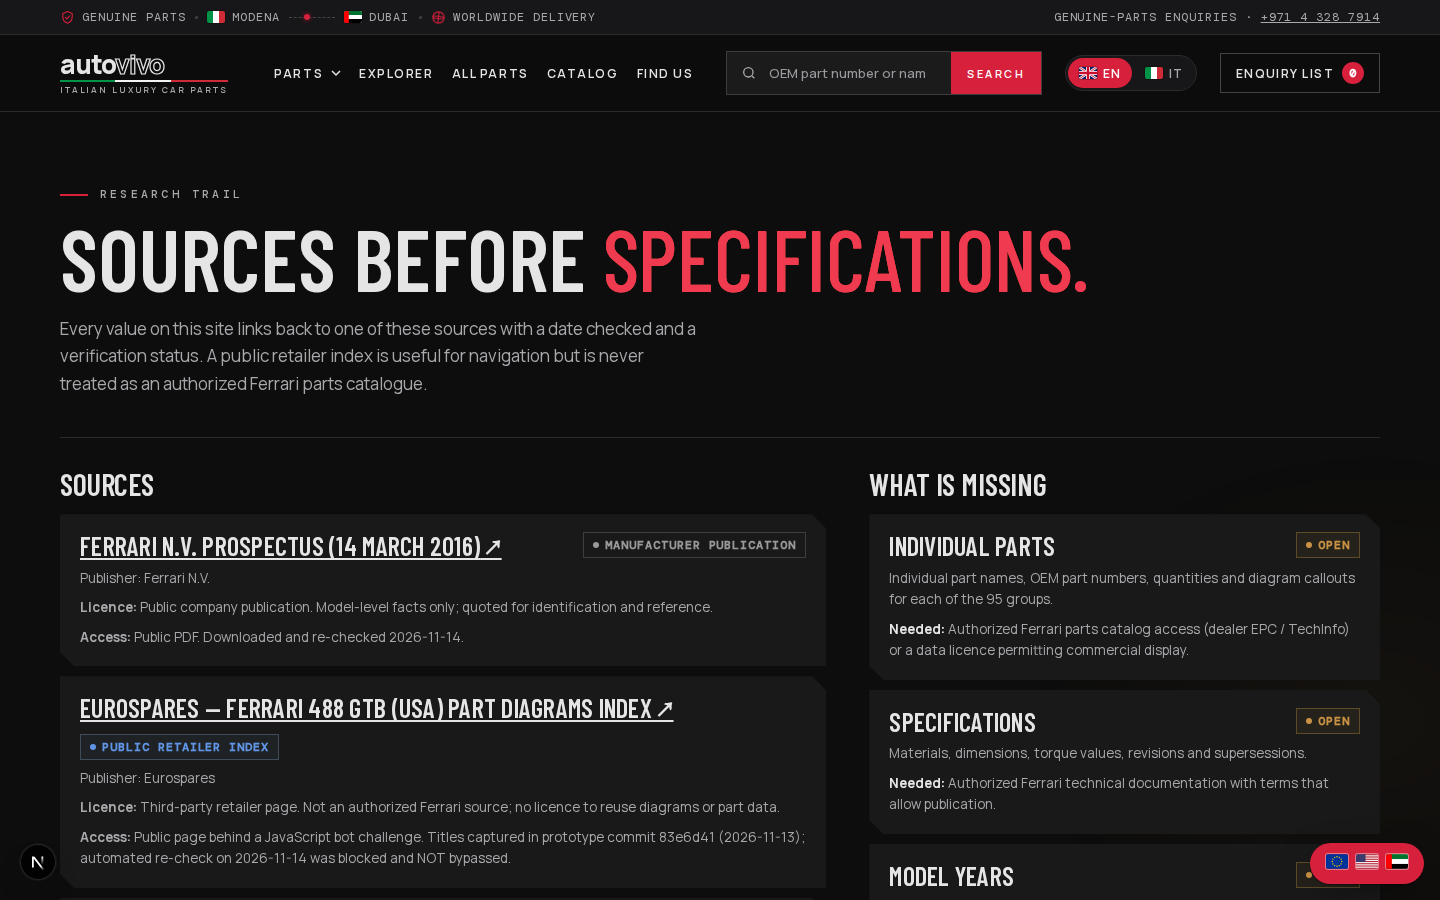 GENUINE PARTS • MODENA DUBAI • WORLDWIDE DELIVERY
GENUINE-PARTS ENQUIRIES · +971 4 328 7914
autovivo
ITALIAN LUXURY CAR PARTS
PARTS EXPLORER ALL PARTS CATALOG FIND US
OEM part number or nam
SEARCH
EN IT
ENQUIRY LIST 0
RESEARCH TRAIL
SOURCES BEFORE SPECIFICATIONS.
Every value on this site links back to one of these sources with a date checked and a
verification status. A public retailer index is useful for navigation but is never
treated as an authorized Ferrari parts catalogue.
SOURCES
FERRARI N.V. PROSPECTUS (14 MARCH 2016) ↗
MANUFACTURER PUBLICATION
Publisher: Ferrari N.V.
Licence: Public company publication. Model-level facts only; quoted for identification and reference.
Access: Public PDF. Downloaded and re-checked 2026-11-14.
EUROSPARES — FERRARI 488 GTB (USA) PART DIAGRAMS INDEX ↗
PUBLIC RETAILER INDEX
Publisher: Eurospares
Licence: Third-party retailer page. Not an authorized Ferrari source; no licence to reuse diagrams or part data.
Access: Public page behind a JavaScript bot challenge. Titles captured in prototype commit 83e6d41 (2026-11-13);
automated re-check on 2026-11-14 was blocked and NOT bypassed.
WHAT IS MISSING
INDIVIDUAL PARTS
OPEN
Individual part names, OEM part numbers, quantities and diagram callouts
for each of the 95 groups.
Needed: Authorized Ferrari parts catalog access (dealer EPC / TechInfo)
or a data licence permitting commercial display.
SPECIFICATIONS
OPEN
Materials, dimensions, torque values, revisions and supersessions.
Needed: Authorized Ferrari technical documentation with terms that
allow publication.
MODEL YEARS
N